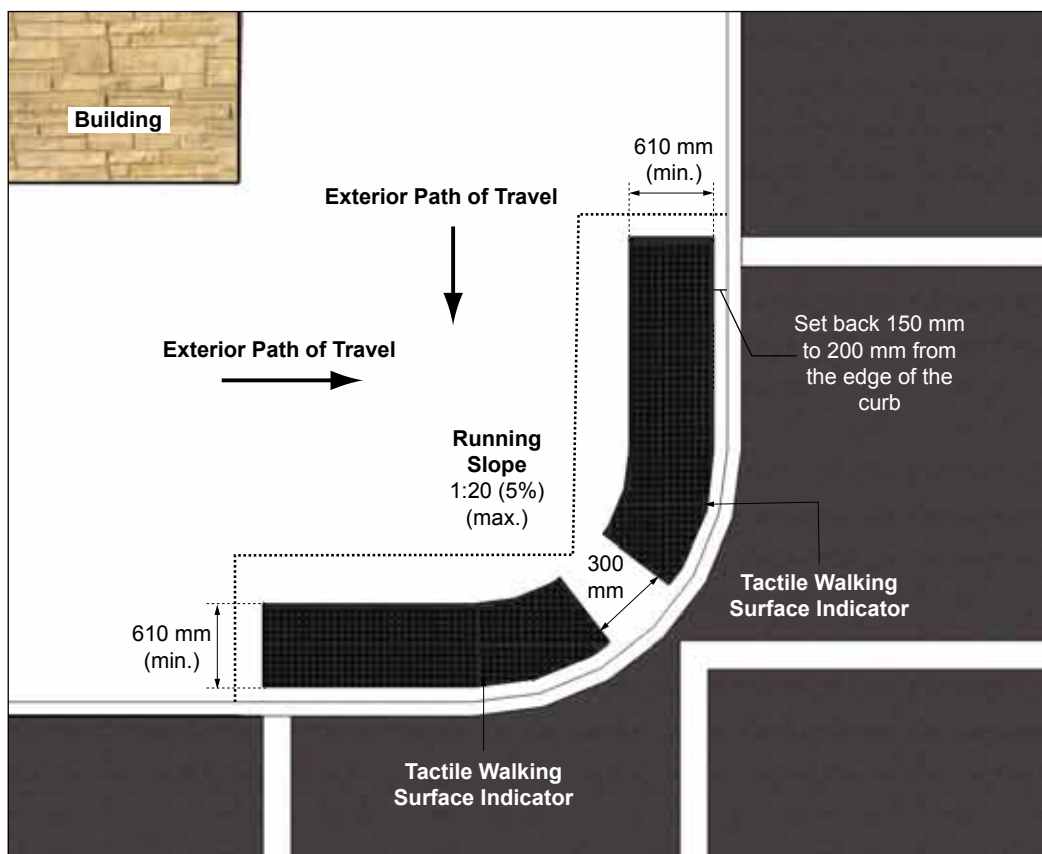 Building
610 mm
(min.)
Exterior Path of Travel
Exterior Path of Travel
Set back 150 mm
to 200 mm from
the edge of the
curb
Running
Slope
1:20 (5%)
(max.)
300
mm
Tactile Walking
Surface Indicator
610 mm
(min.)
Tactile Walking
Surface Indicator